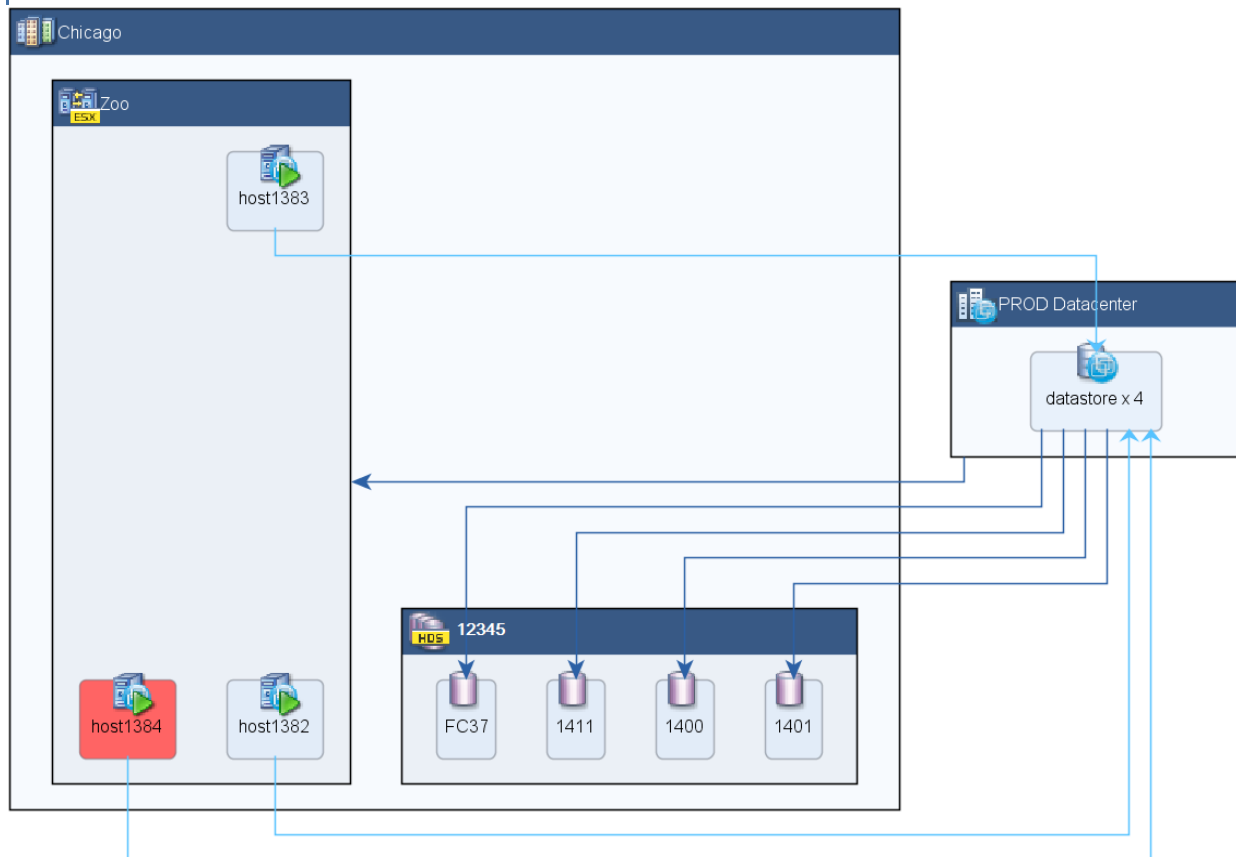 Chicago
Zoo
ESX
host1383
PROD Datacenter
datastore x 4
12345
HDS
host1384
host1382
FC37
1411
1400
1401